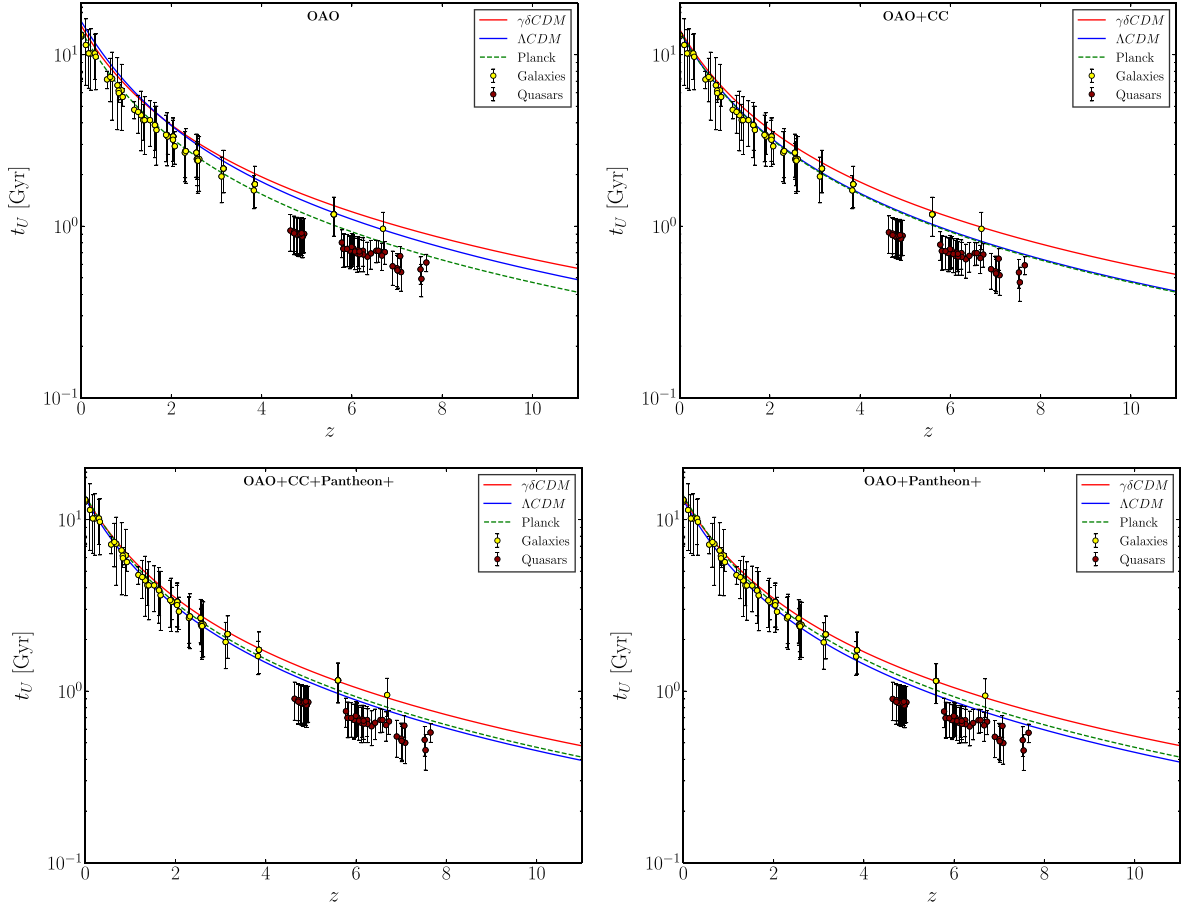 OAO
γδCDM
ΛCDM
Planck
Galaxies
Quasars
10¹
10⁰
10⁻¹
t_U [Gyr]
0 2 4 6 8 10
z
OAO+CC
γδCDM
ΛCDM
Planck
Galaxies
Quasars
10¹
10⁰
10⁻¹
t_U [Gyr]
0 2 4 6 8 10
z
OAO+CC+Pantheon+
γδCDM
ΛCDM
Planck
Galaxies
Quasars
10¹
10⁰
10⁻¹
t_U [Gyr]
0 2 4 6 8 10
z
OAO+Pantheon+
γδCDM
ΛCDM
Planck
Galaxies
Quasars
10¹
10⁰
10⁻¹
t_U [Gyr]
0 2 4 6 8 10
z